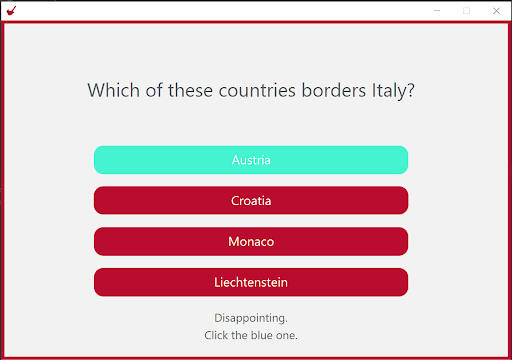 Which of these countries borders Italy?
Austria
Croatia
Monaco
Liechtenstein
Disappointing.
Click the blue one.